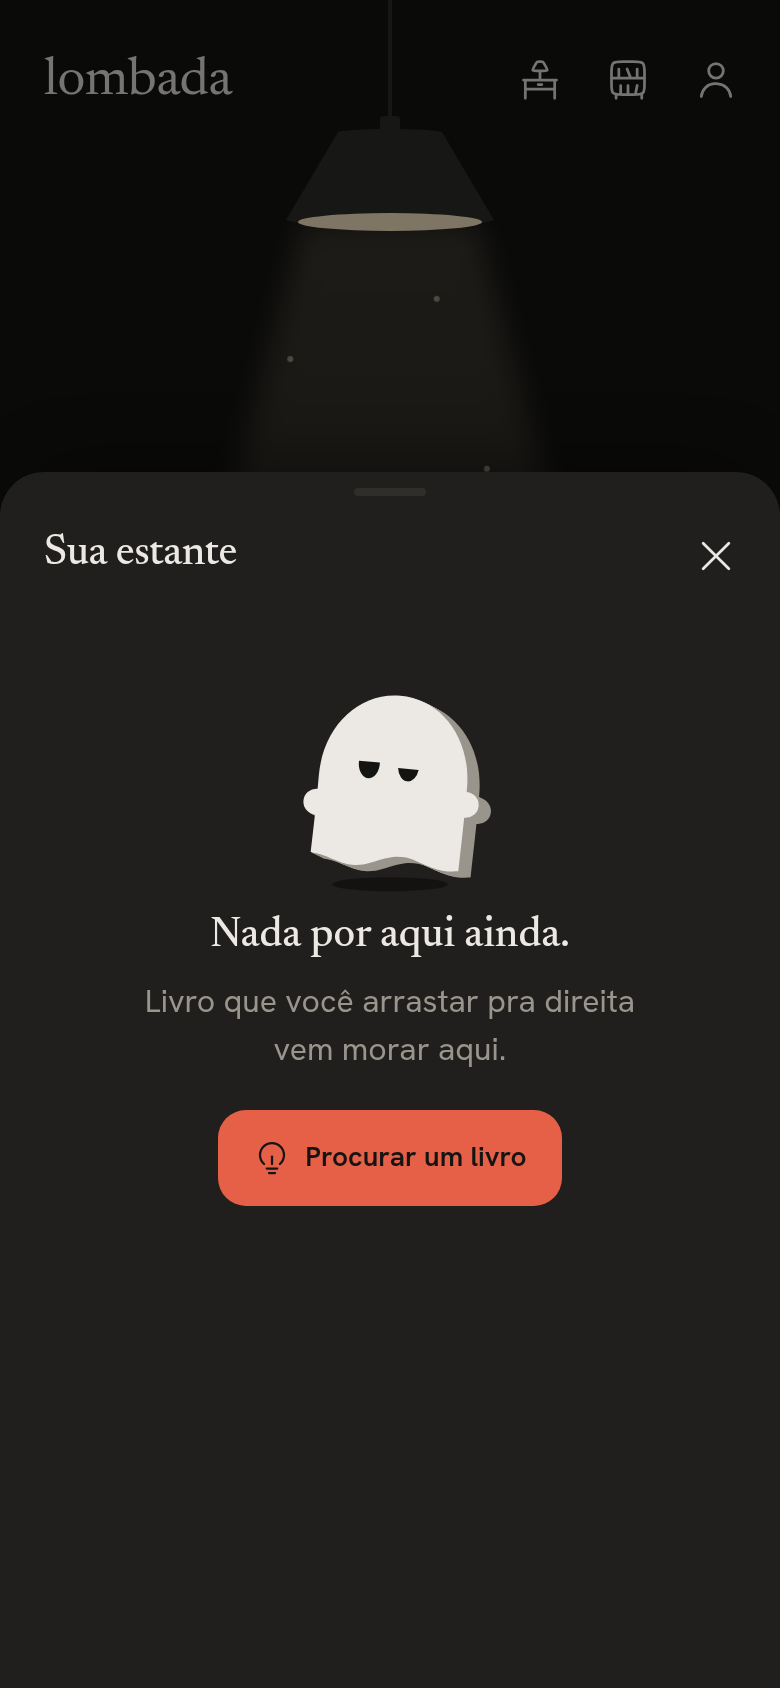 lombada
Sua estante
Nada por aqui ainda.
Livro que você arrastar pra direita
vem morar aqui.
Procurar um livro